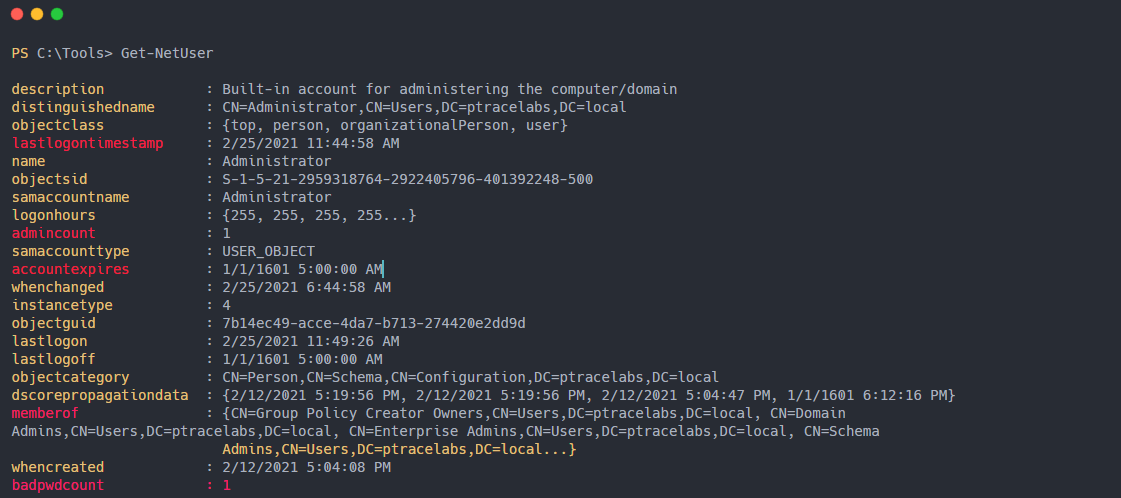 PS C:\Tools> Get-NetUser
description : Built-in account for administering the computer/domain
distinguishedname : CN=Administrator,CN=Users,DC=ptracelabs,DC=local
objectclass : {top, person, organizationalPerson, user}
lastlogontimestamp : 2/25/2021 11:44:58 AM
name : Administrator
objectsid : S-1-5-21-2959318764-2922405796-401392248-500
samaccountname : Administrator
logonhours : {255, 255, 255, 255...}
admincount : 1
samaccounttype : USER_OBJECT
accountexpires : 1/1/1601 5:00:00 AM
whenchanged : 2/25/2021 6:44:58 AM
instancetype : 4
objectguid : 7b14ec49-acce-4da7-b713-274420e2dd9d
lastlogon : 2/25/2021 11:49:26 AM
lastlogoff : 1/1/1601 5:00:00 AM
objectcategory : CN=Person,CN=Schema,CN=Configuration,DC=ptracelabs,DC=local
dscorepropagationdata : {2/12/2021 5:19:56 PM, 2/12/2021 5:19:56 PM, 2/12/2021 5:04:47 PM, 1/1/1601 6:12:16 PM}
memberof : {CN=Group Policy Creator Owners,CN=Users,DC=ptracelabs,DC=local, CN=Domain
Admins,CN=Users,DC=ptracelabs,DC=local, CN=Enterprise Admins,CN=Users,DC=ptracelabs,DC=local, CN=Schema
Admins,CN=Users,DC=ptracelabs,DC=local...}
whencreated : 2/12/2021 5:04:08 PM
badpwdcount : 1